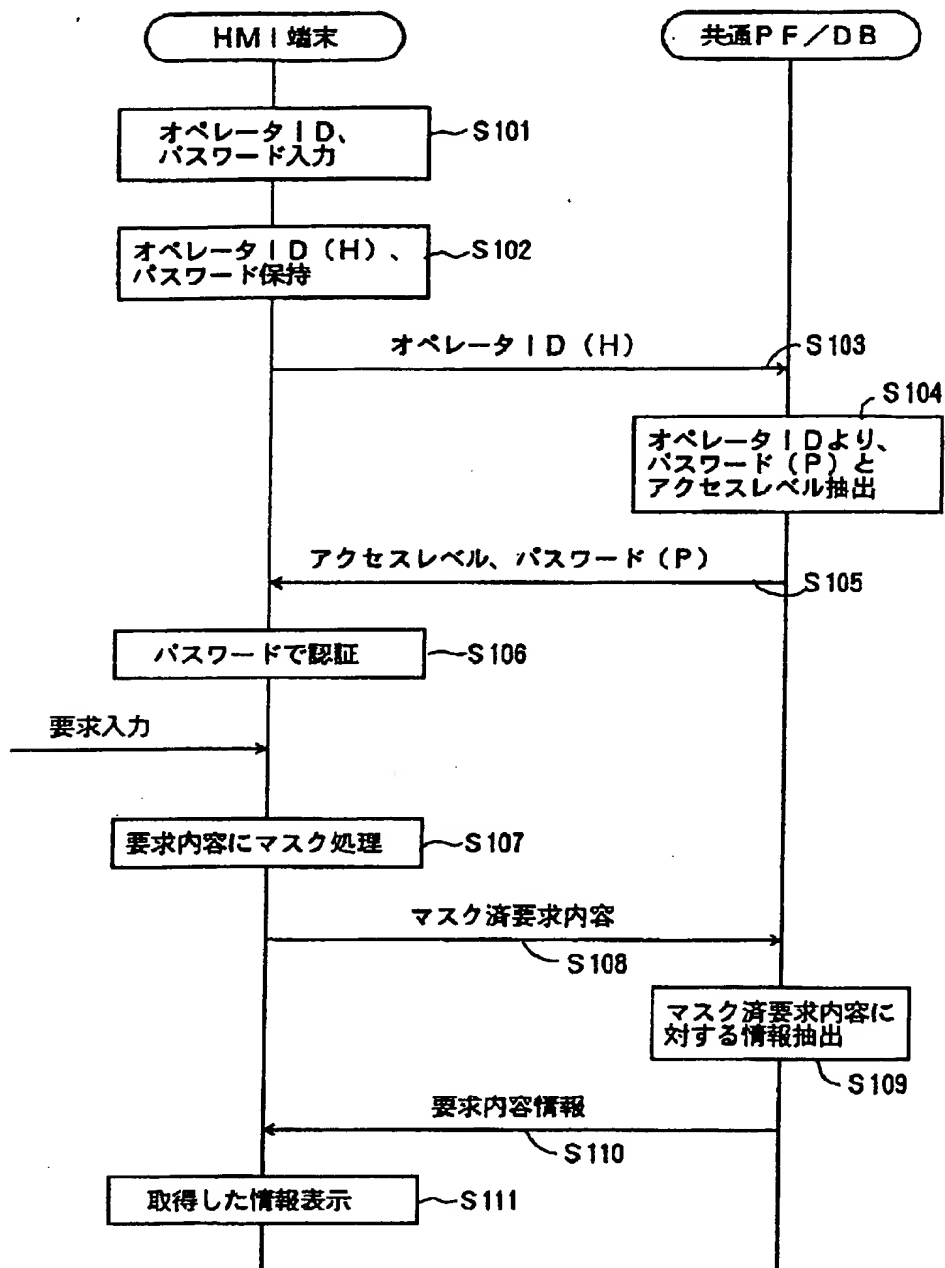 HMI端末
共通PF/DB
オペレータID、
パスワード入力
S101
オペレータID(H)、
パスワード保持
S102
オペレータID(H)
S103
S104
オペレータIDより、
パスワード(P)と
アクセスレベル抽出
アクセスレベル、パスワード(P)
S105
パスワードで認証
S106
要求入力
要求内容にマスク処理
S107
マスク済要求内容
S108
マスク済要求内容に
対する情報抽出
S109
要求内容情報
S110
取得した情報表示
S111